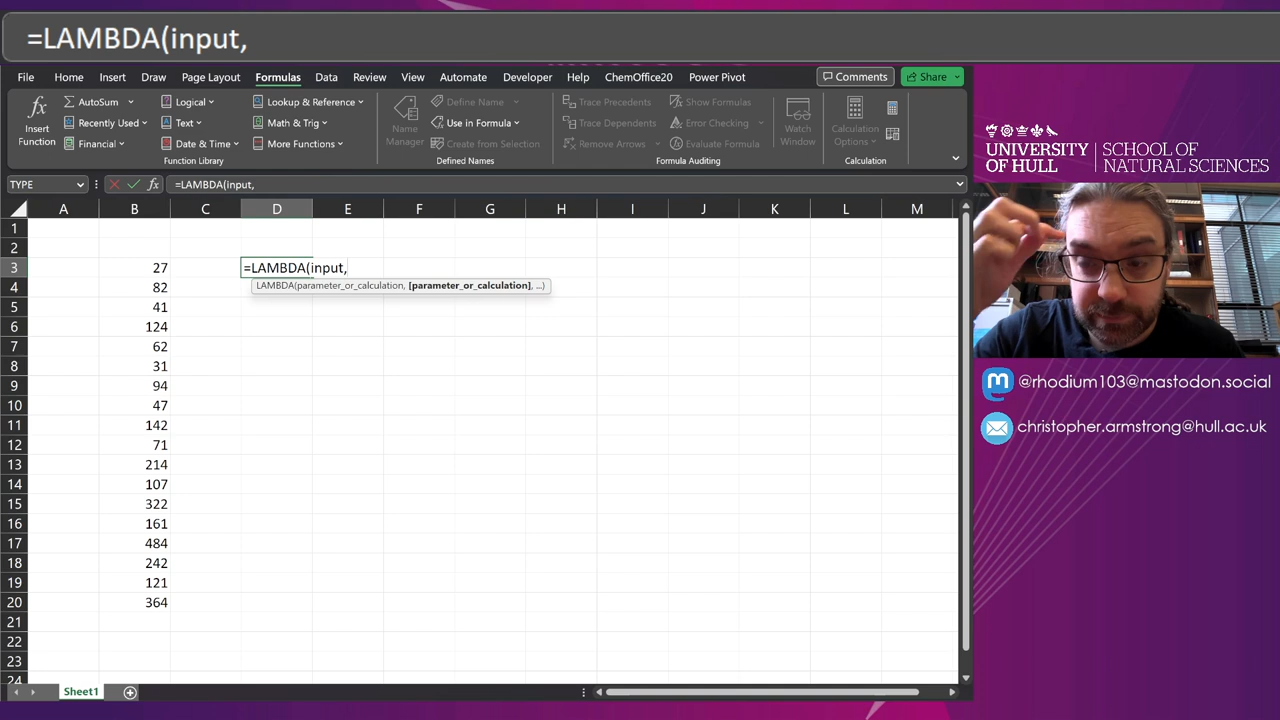 =LAMBDA(input,
File Home Insert Draw Page Layout Formulas Data Review View Automate Developer Help ChemOffice20 Power Pivot Comments Share
fx AutoSum Logical Lookup & Reference Define Name Trace Precedents Show Formulas
Insert Function Recently Used Text Math & Trig Name Manager Use in Formula Trace Dependents Error Checking Watch Window Calculation Options
Financial Date & Time More Functions Create from Selection Remove Arrows Evaluate Formula
Function Library Defined Names Formula Auditing Calculation
TYPE fx =LAMBDA(input,
A B C D E F G H I J K L M
1
2
3 27 =LAMBDA(input,
LAMBDA(parameter_or_calculation, [parameter_or_calculation], ...)
4 82
5 41
6 124
7 62
8 31
9 94
10 47
11 142
12 71
13 214
14 107
15 322
16 161
17 484
18 242
19 121
20 364
21
22
23
24
Sheet1
UNIVERSITY OF HULL
SCHOOL OF NATURAL SCIENCES
@rhodium103@mastodon.social
christopher.armstrong@hull.ac.uk